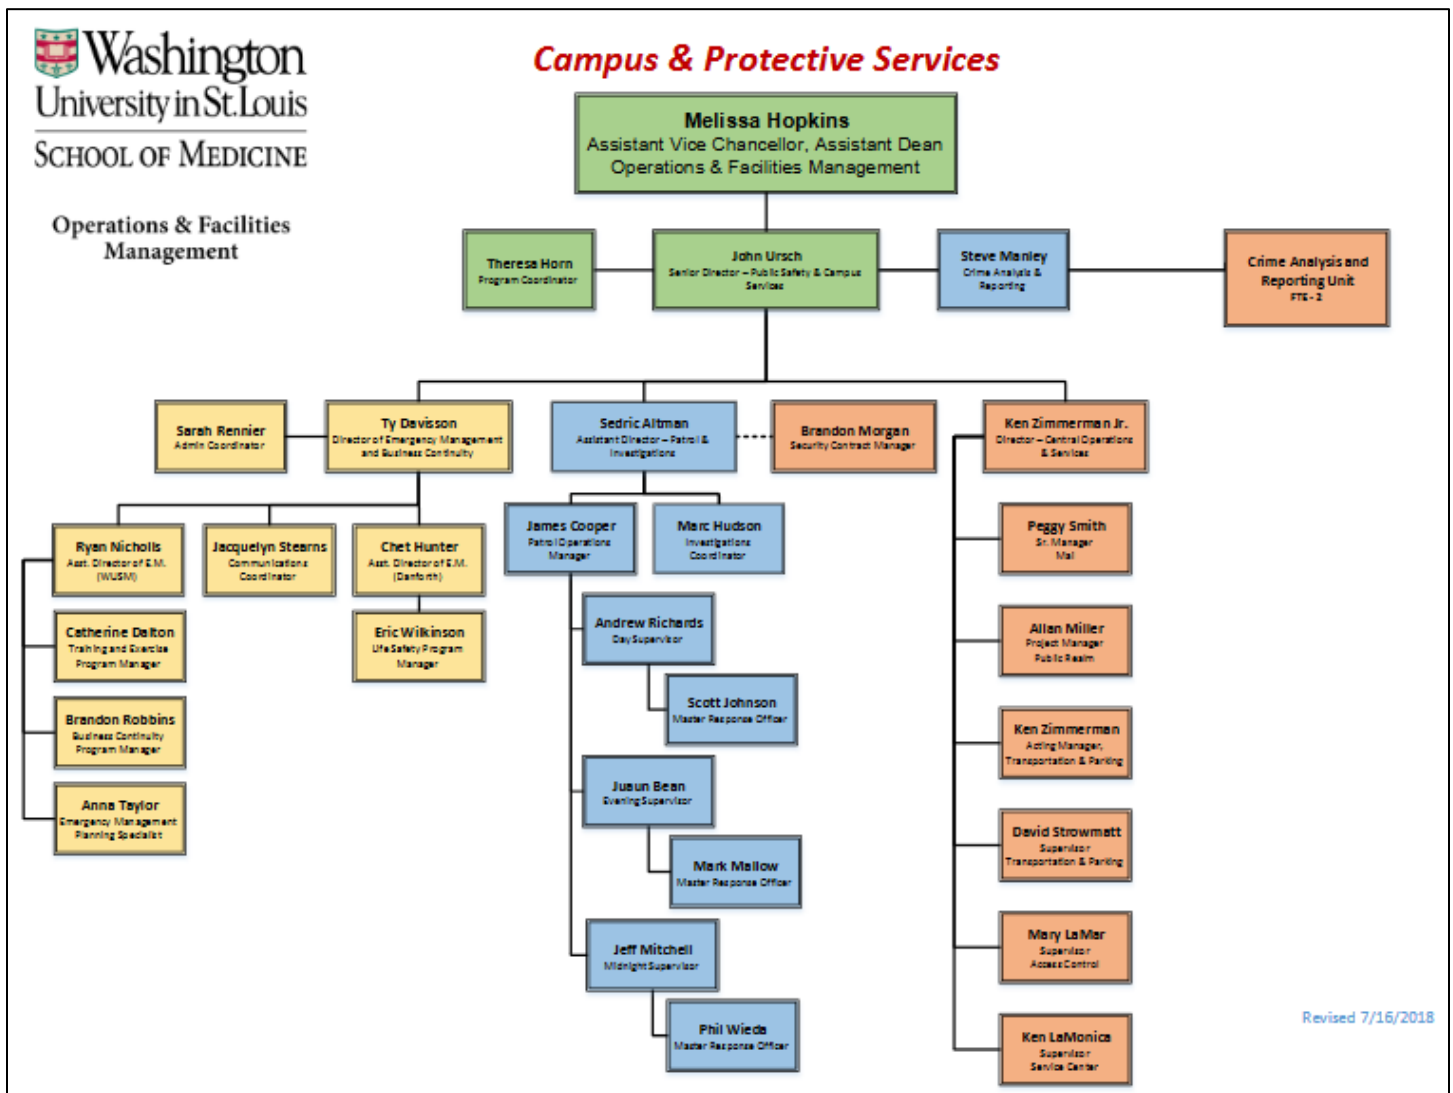 Washington
University in St. Louis
SCHOOL OF MEDICINE
Operations & Facilities
Management
Campus & Protective Services
Melissa Hopkins
Assistant Vice Chancellor, Assistant Dean
Operations & Facilities Management
Theresa Horn
Program Coordinator
John Ursch
Senior Director – Public Safety & Campus
Services
Steve Manley
Crime Analysis &
Reporting
Crime Analysis and
Reporting Unit
FTE - 2
Sarah Rennier
Admin Coordinator
Ty Davisson
Director of Emergency Management
and Business Continuity
Sedric Altman
Assistant Director – Patrol &
Investigations
Brandon Morgan
Security Contract Manager
Ken Zimmerman Jr.
Director – Central Operations
& Services
Ryan Nicholls
Asst. Director of E.M.
(WUSM)
Jacquelyn Stearns
Communications
Coordinator
Chet Hunter
Asst. Director of E.M.
(Danforth)
Catherine Dalton
Training and Exercise
Program Manager
Eric Wilkinson
Life Safety Program
Manager
Brandon Robbins
Business Continuity
Program Manager
Anna Taylor
Emergency Management
Planning Specialist
James Cooper
Patrol Operations
Manager
Marc Hudson
Investigations
Coordinator
Andrew Richards
Day Supervisor
Scott Johnson
Master Response Officer
Juaun Bean
Evening Supervisor
Mark Mallow
Master Response Officer
Jeff Mitchell
Midnight Supervisor
Phil Wieda
Master Response Officer
Peggy Smith
Sr. Manager
Mail
Allan Miller
Project Manager
Public Realm
Ken Zimmerman
Acting Manager,
Transportation & Parking
David Strowmatt
Supervisor
Transportation & Parking
Mary LaMar
Supervisor
Access Control
Ken LaMonica
Supervisor
Service Center
Revised 7/16/2018